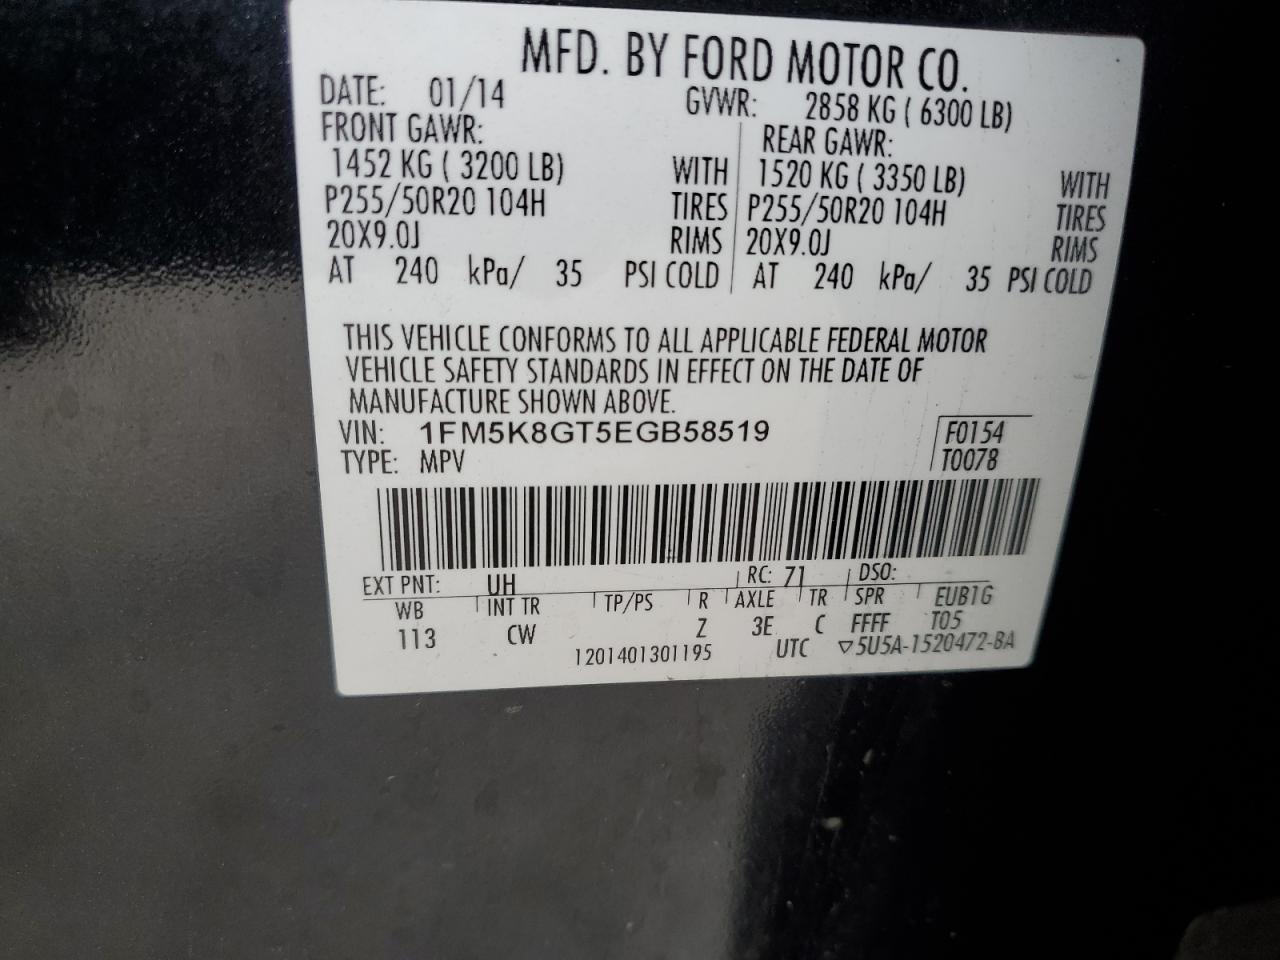 MFD. BY FORD MOTOR CO.
DATE: 01/14 GVWR: 2858 KG ( 6300 LB)
FRONT GAWR: REAR GAWR:
1452 KG ( 3200 LB) WITH 1520 KG ( 3350 LB) WITH
P255/50R20 104H TIRES P255/50R20 104H TIRES
20X9.0J RIMS 20X9.0J RIMS
AT 240 kPa/ 35 PSI COLD AT 240 kPa/ 35 PSI COLD
THIS VEHICLE CONFORMS TO ALL APPLICABLE FEDERAL MOTOR
VEHICLE SAFETY STANDARDS IN EFFECT ON THE DATE OF
MANUFACTURE SHOWN ABOVE.
VIN: 1FM5K8GT5EGB58519 F0154
TYPE: MPV T0078
EXT PNT: UH RC: 71 DSO:
WB INT TR TP/PS R AXLE TR SPR EUB1G
113 CW Z 3E C FFFF T05
1201401301195 UTC ▽5U5A-1520472-BA